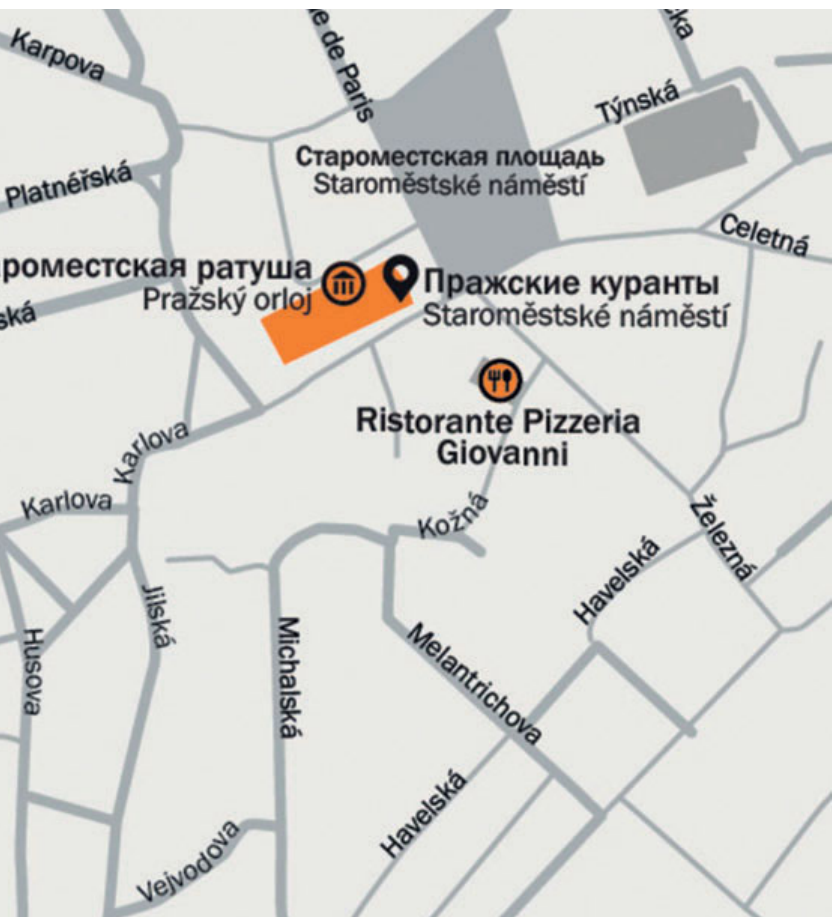 Karpova
e de Paris
ka
Týnská
Староместская площадь
Staroměstské náměstí
Platnéřská
Celetná
роместская ратуша
Pražský orloj
Пражские куранты
Staroměstské náměstí
ská
Ristorante Pizzeria
Giovanni
Karlova
Karlova
Kožná
Železná
Havelská
Jilská
Husova
Michalská
Melantrichova
Havelská
Vejvodova